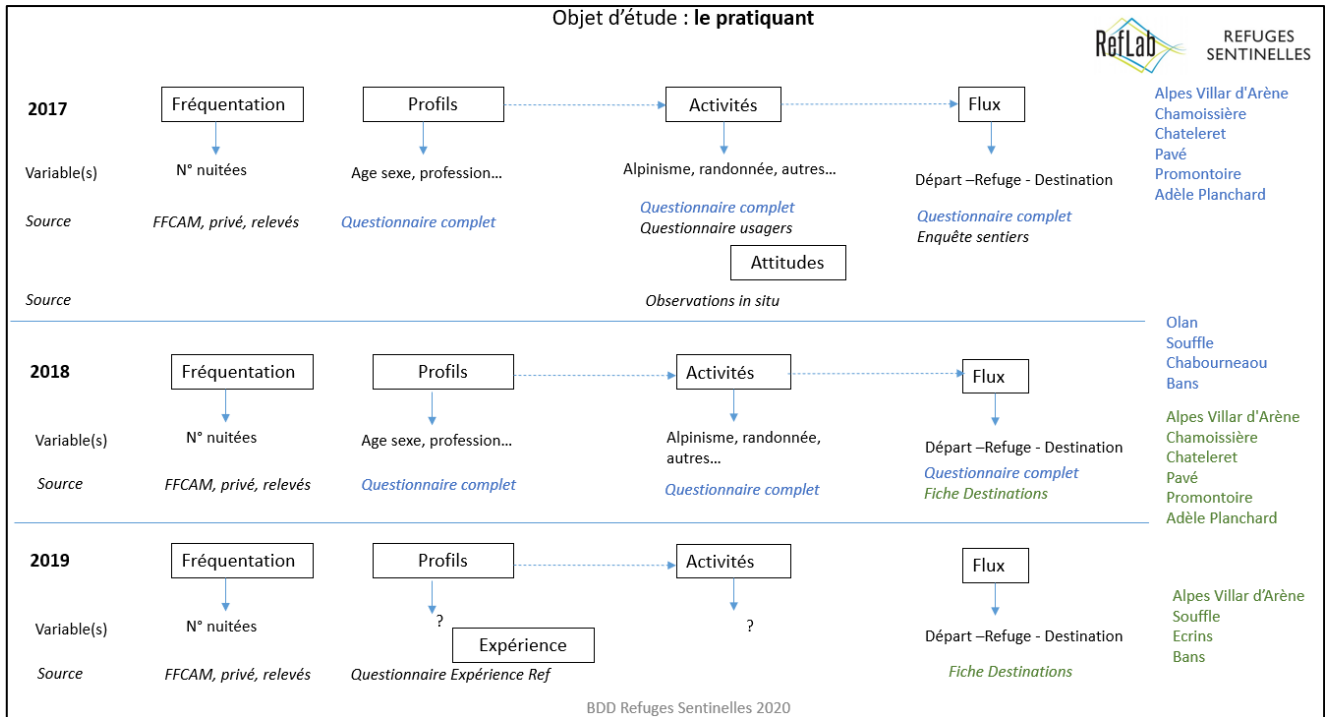 Objet d'étude : le pratiquant
RefLab
REFUGES
SENTINELLES
2017
Fréquentation
Profils
Activités
Flux
Variable(s)
N° nuitées
Age sexe, profession…
Alpinisme, randonnée, autres…
Départ –Refuge - Destination
Source
FFCAM, privé, relevés
Questionnaire complet
Questionnaire complet
Questionnaire usagers
Questionnaire complet
Enquête sentiers
Attitudes
Source
Observations in situ
Alpes Villar d'Arène
Chamoissière
Chateleret
Pavé
Promontoire
Adèle Planchard
2018
Fréquentation
Profils
Activités
Flux
Variable(s)
N° nuitées
Age sexe, profession…
Alpinisme, randonnée,
autres…
Départ –Refuge - Destination
Source
FFCAM, privé, relevés
Questionnaire complet
Questionnaire complet
Questionnaire complet
Fiche Destinations
Olan
Souffle
Chabourneaou
Bans
Alpes Villar d'Arène
Chamoissière
Chateleret
Pavé
Promontoire
Adèle Planchard
2019
Fréquentation
Profils
Activités
Flux
Variable(s)
N° nuitées
?
?
Départ –Refuge - Destination
Expérience
Source
FFCAM, privé, relevés
Questionnaire Expérience Ref
Fiche Destinations
Alpes Villar d’Arène
Souffle
Ecrins
Bans
BDD Refuges Sentinelles 2020